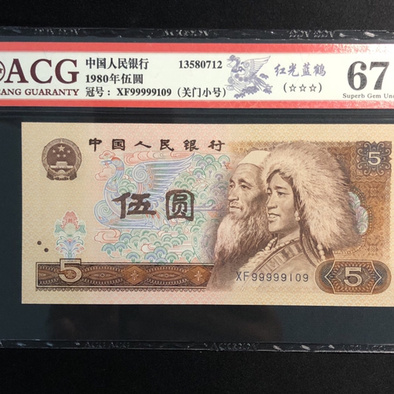 ACG
RANG GUARANTY
中国人民银行
1980年伍圆
冠号：XF99999109（关门小号）
13580712
红光蓝鹤
(☆☆☆)
67
Superb Gem Unc
中国人民银行
5
伍圆
5
XF99999109
5